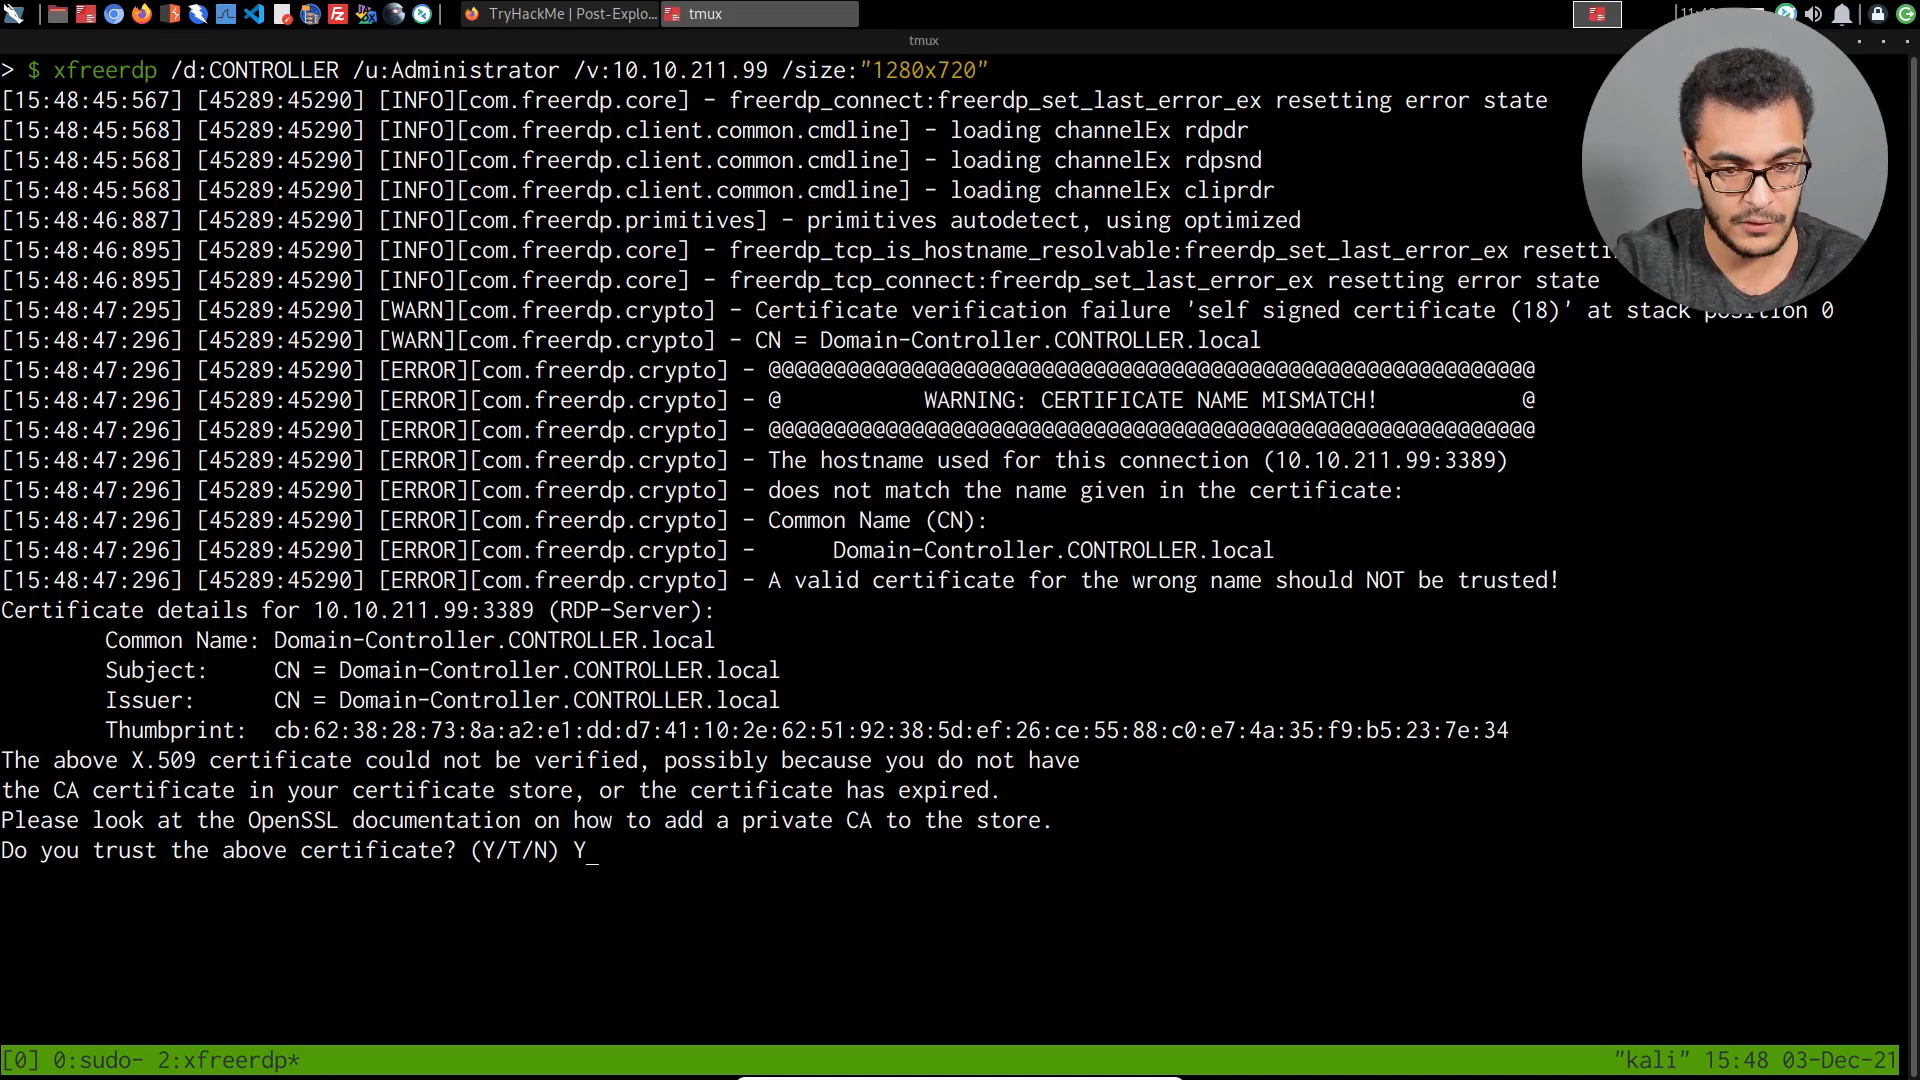 TryHackMe | Post-Explo...
tmux
tmux
> $ xfreerdp /d:CONTROLLER /u:Administrator /v:10.10.211.99 /size:"1280x720"
[15:48:45:567] [45289:45290] [INFO][com.freerdp.core] - freerdp_connect:freerdp_set_last_error_ex resetting error state
[15:48:45:568] [45289:45290] [INFO][com.freerdp.client.common.cmdline] - loading channelEx rdpdr
[15:48:45:568] [45289:45290] [INFO][com.freerdp.client.common.cmdline] - loading channelEx rdpsnd
[15:48:45:568] [45289:45290] [INFO][com.freerdp.client.common.cmdline] - loading channelEx cliprdr
[15:48:46:887] [45289:45290] [INFO][com.freerdp.primitives] - primitives autodetect, using optimized
[15:48:46:895] [45289:45290] [INFO][com.freerdp.core] - freerdp_tcp_is_hostname_resolvable:freerdp_set_last_error_ex
[15:48:46:895] [45289:45290] [INFO][com.freerdp.core] - freerdp_tcp_connect:freerdp_set_last_error_ex resetting error state
[15:48:47:295] [45289:45290] [WARN][com.freerdp.crypto] - Certificate verification failure 'self signed certificate (18)' at stack position 0
[15:48:47:296] [45289:45290] [WARN][com.freerdp.crypto] - CN = Domain-Controller.CONTROLLER.local
[15:48:47:296] [45289:45290] [ERROR][com.freerdp.crypto] - @@@@@@@@@@@@@@@@@@@@@@@@@@@@@@@@@@@@@@@@@@@@@@@@@@@@@@@@@@@
[15:48:47:296] [45289:45290] [ERROR][com.freerdp.crypto] - @           WARNING: CERTIFICATE NAME MISMATCH!           @
[15:48:47:296] [45289:45290] [ERROR][com.freerdp.crypto] - @@@@@@@@@@@@@@@@@@@@@@@@@@@@@@@@@@@@@@@@@@@@@@@@@@@@@@@@@@@
[15:48:47:296] [45289:45290] [ERROR][com.freerdp.crypto] - The hostname used for this connection (10.10.211.99:3389)
[15:48:47:296] [45289:45290] [ERROR][com.freerdp.crypto] - does not match the name given in the certificate:
[15:48:47:296] [45289:45290] [ERROR][com.freerdp.crypto] - Common Name (CN):
[15:48:47:296] [45289:45290] [ERROR][com.freerdp.crypto] -      Domain-Controller.CONTROLLER.local
[15:48:47:296] [45289:45290] [ERROR][com.freerdp.crypto] - A valid certificate for the wrong name should NOT be trusted!
Certificate details for 10.10.211.99:3389 (RDP-Server):
Common Name: Domain-Controller.CONTROLLER.local
Subject:     CN = Domain-Controller.CONTROLLER.local
Issuer:      CN = Domain-Controller.CONTROLLER.local
Thumbprint:  cb:62:38:28:73:8a:a2:e1:dd:d7:41:10:2e:62:51:92:38:5d:ef:26:ce:55:88:c0:e7:4a:35:f9:b5:23:7e:34
The above X.509 certificate could not be verified, possibly because you do not have
the CA certificate in your certificate store, or the certificate has expired.
Please look at the OpenSSL documentation on how to add a private CA to the store.
Do you trust the above certificate? (Y/T/N) Y_
[0] 0:sudo- 2:xfreerdp*
"kali" 15:48 03-Dec-21